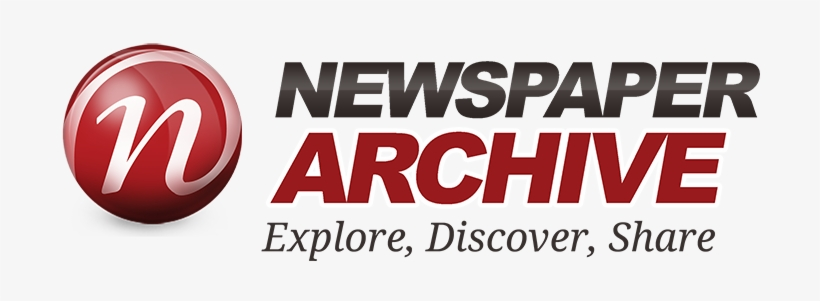 n
NEWSPAPER
ARCHIVE
Explore, Discover, Share